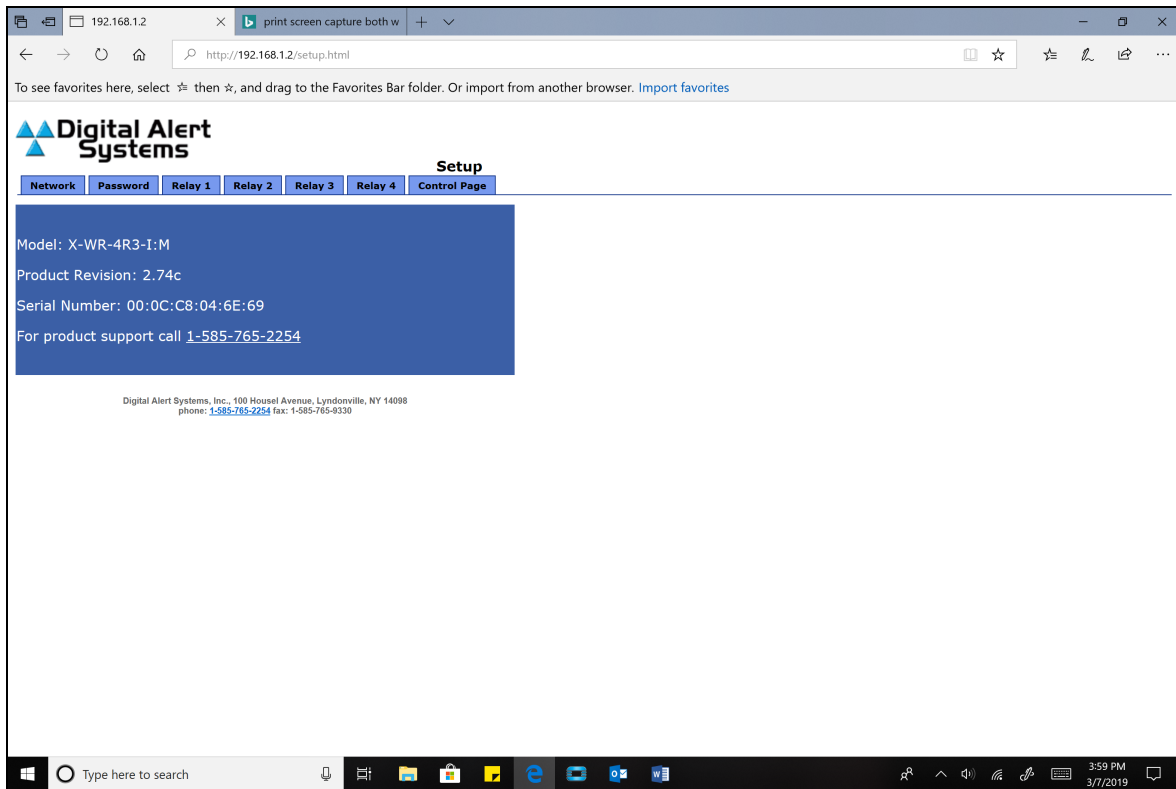 192.168.1.2
print screen capture both w
http://192.168.1.2/setup.html
To see favorites here, select ☆ then ☆, and drag to the Favorites Bar folder. Or import from another browser. Import favorites
Digital Alert
Systems
Setup
Network Password Relay 1 Relay 2 Relay 3 Relay 4 Control Page
Model: X-WR-4R3-I:M
Product Revision: 2.74c
Serial Number: 00:0C:C8:04:6E:69
For product support call 1-585-765-2254
Digital Alert Systems, Inc., 100 Housel Avenue, Lyndonville, NY 14098
phone: 1-585-765-2254 fax: 1-585-765-9330
Type here to search
3:59 PM
3/7/2019